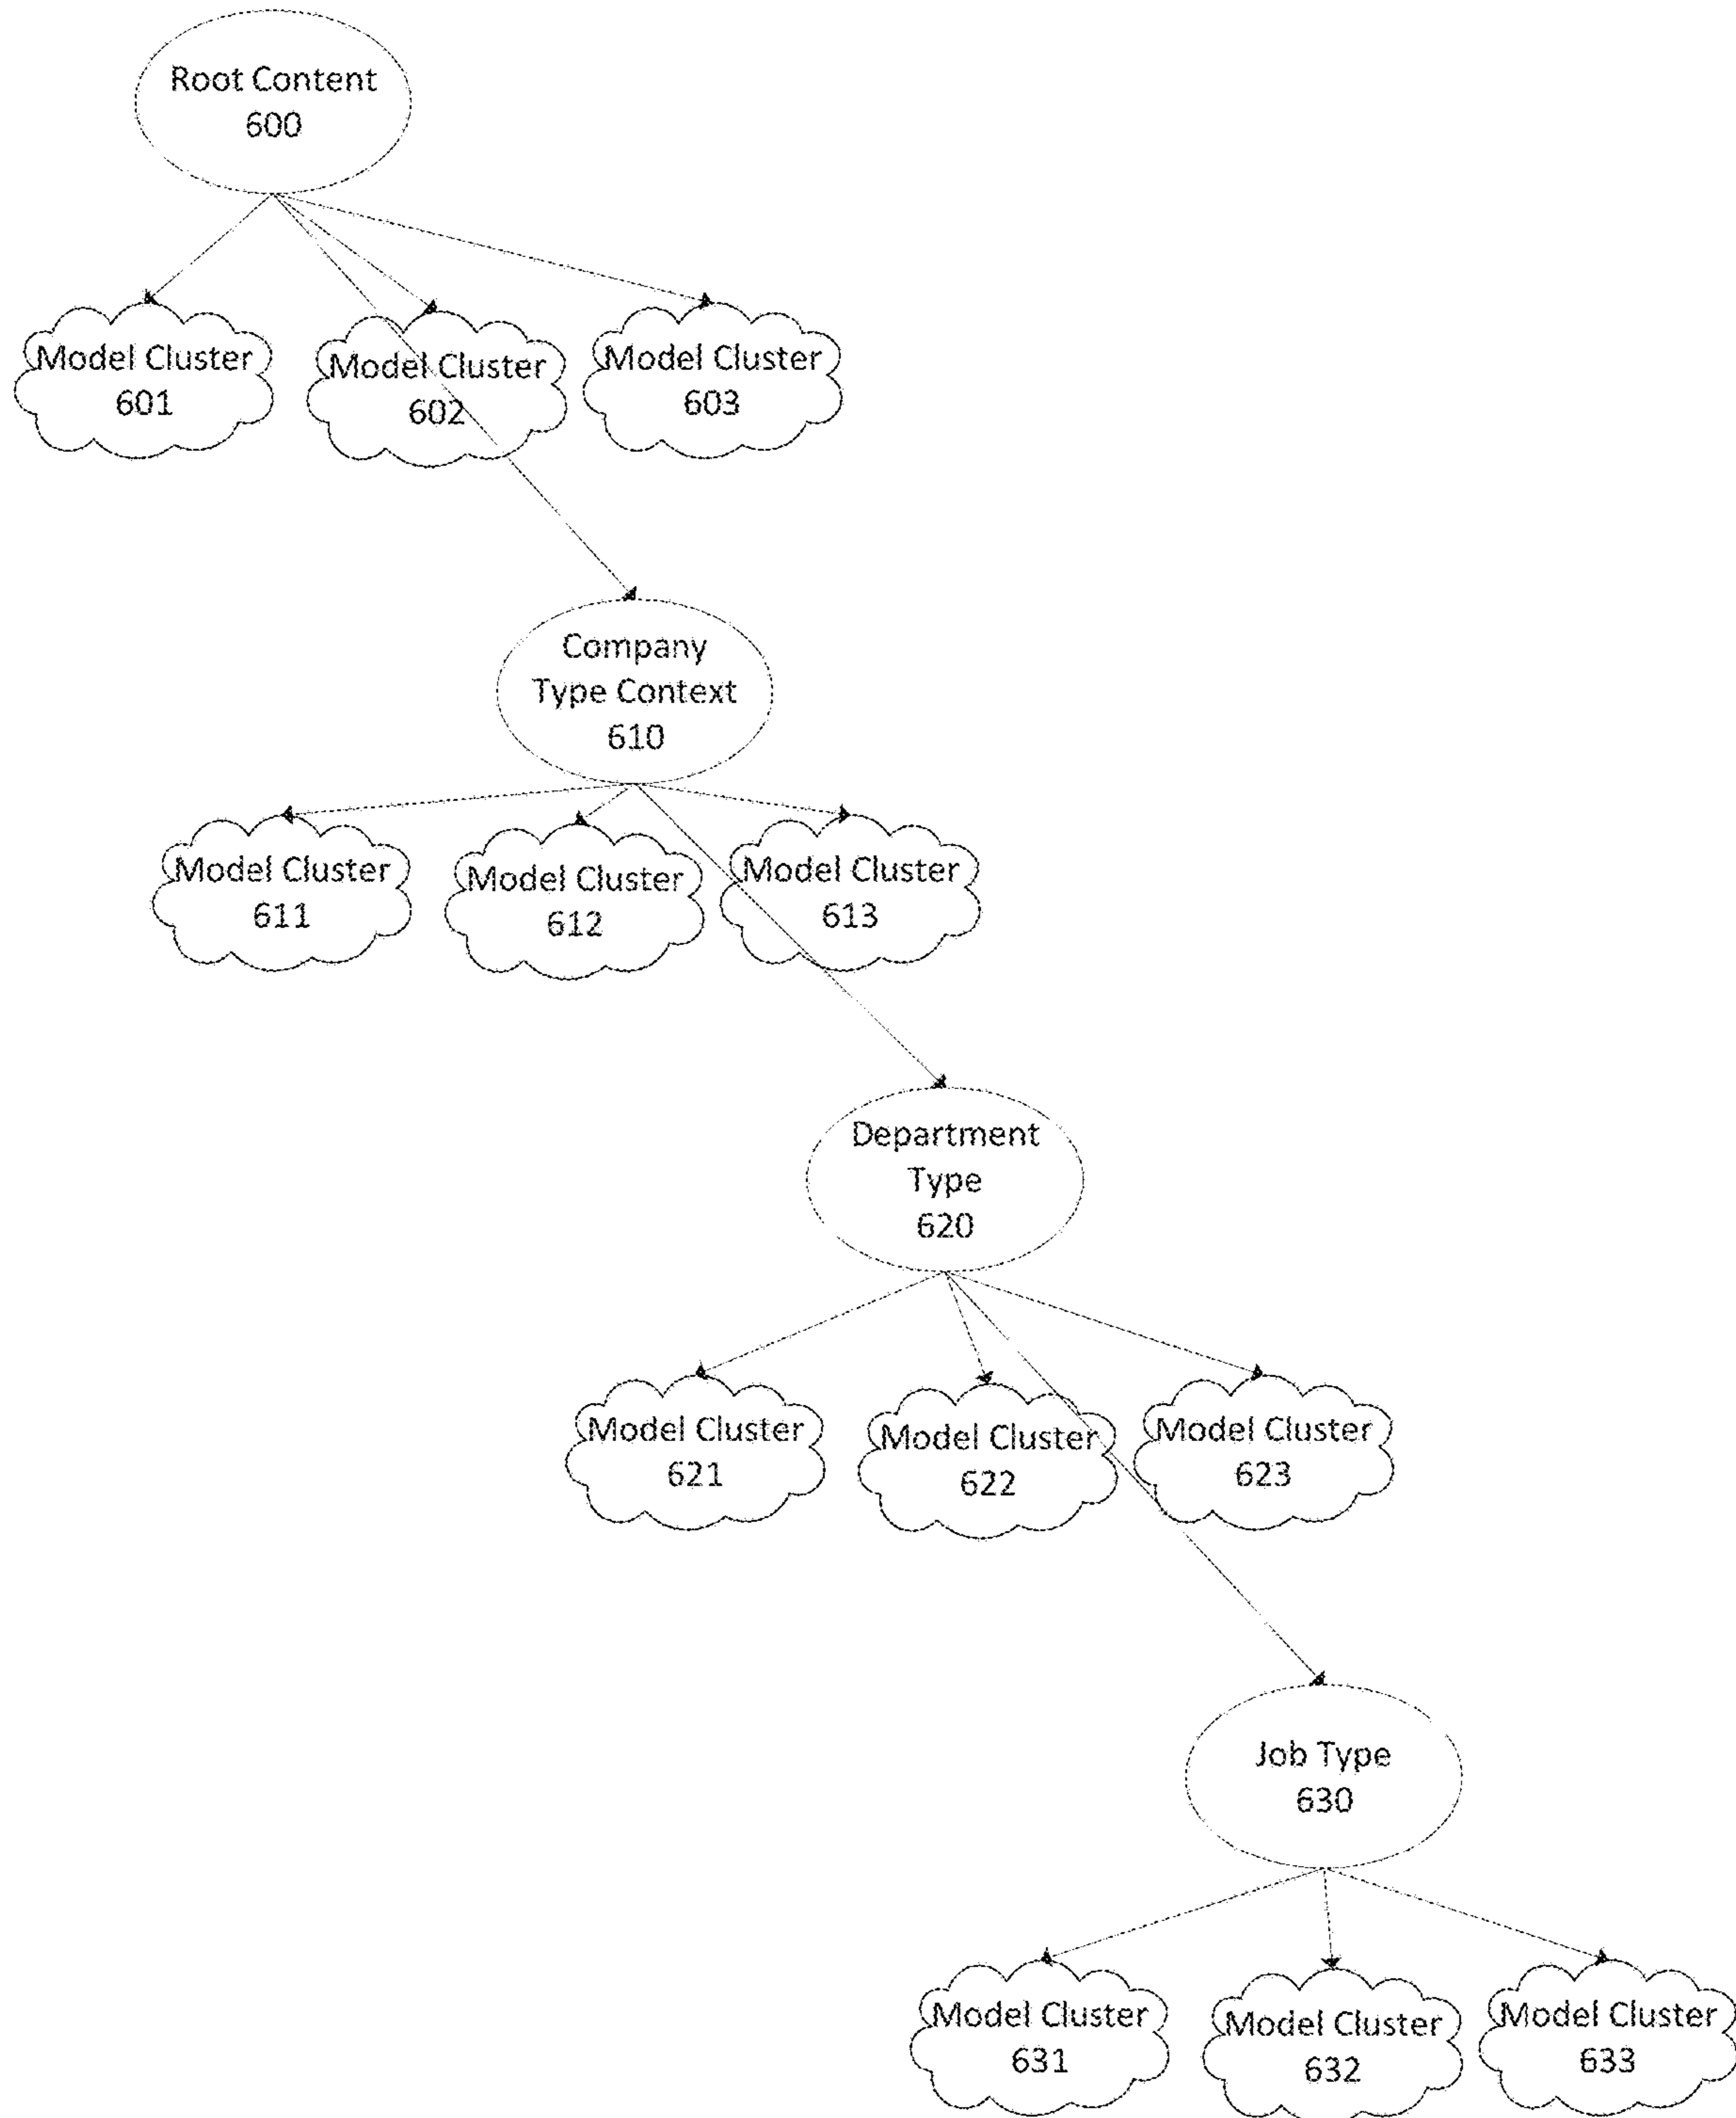 Root Content
600
Model Cluster
601
Model Cluster
602
Model Cluster
603
Company
Type Context
610
Model Cluster
611
Model Cluster
612
Model Cluster
613
Department
Type
620
Model Cluster
621
Model Cluster
622
Model Cluster
623
Job Type
630
Model Cluster
631
Model Cluster
632
Model Cluster
633